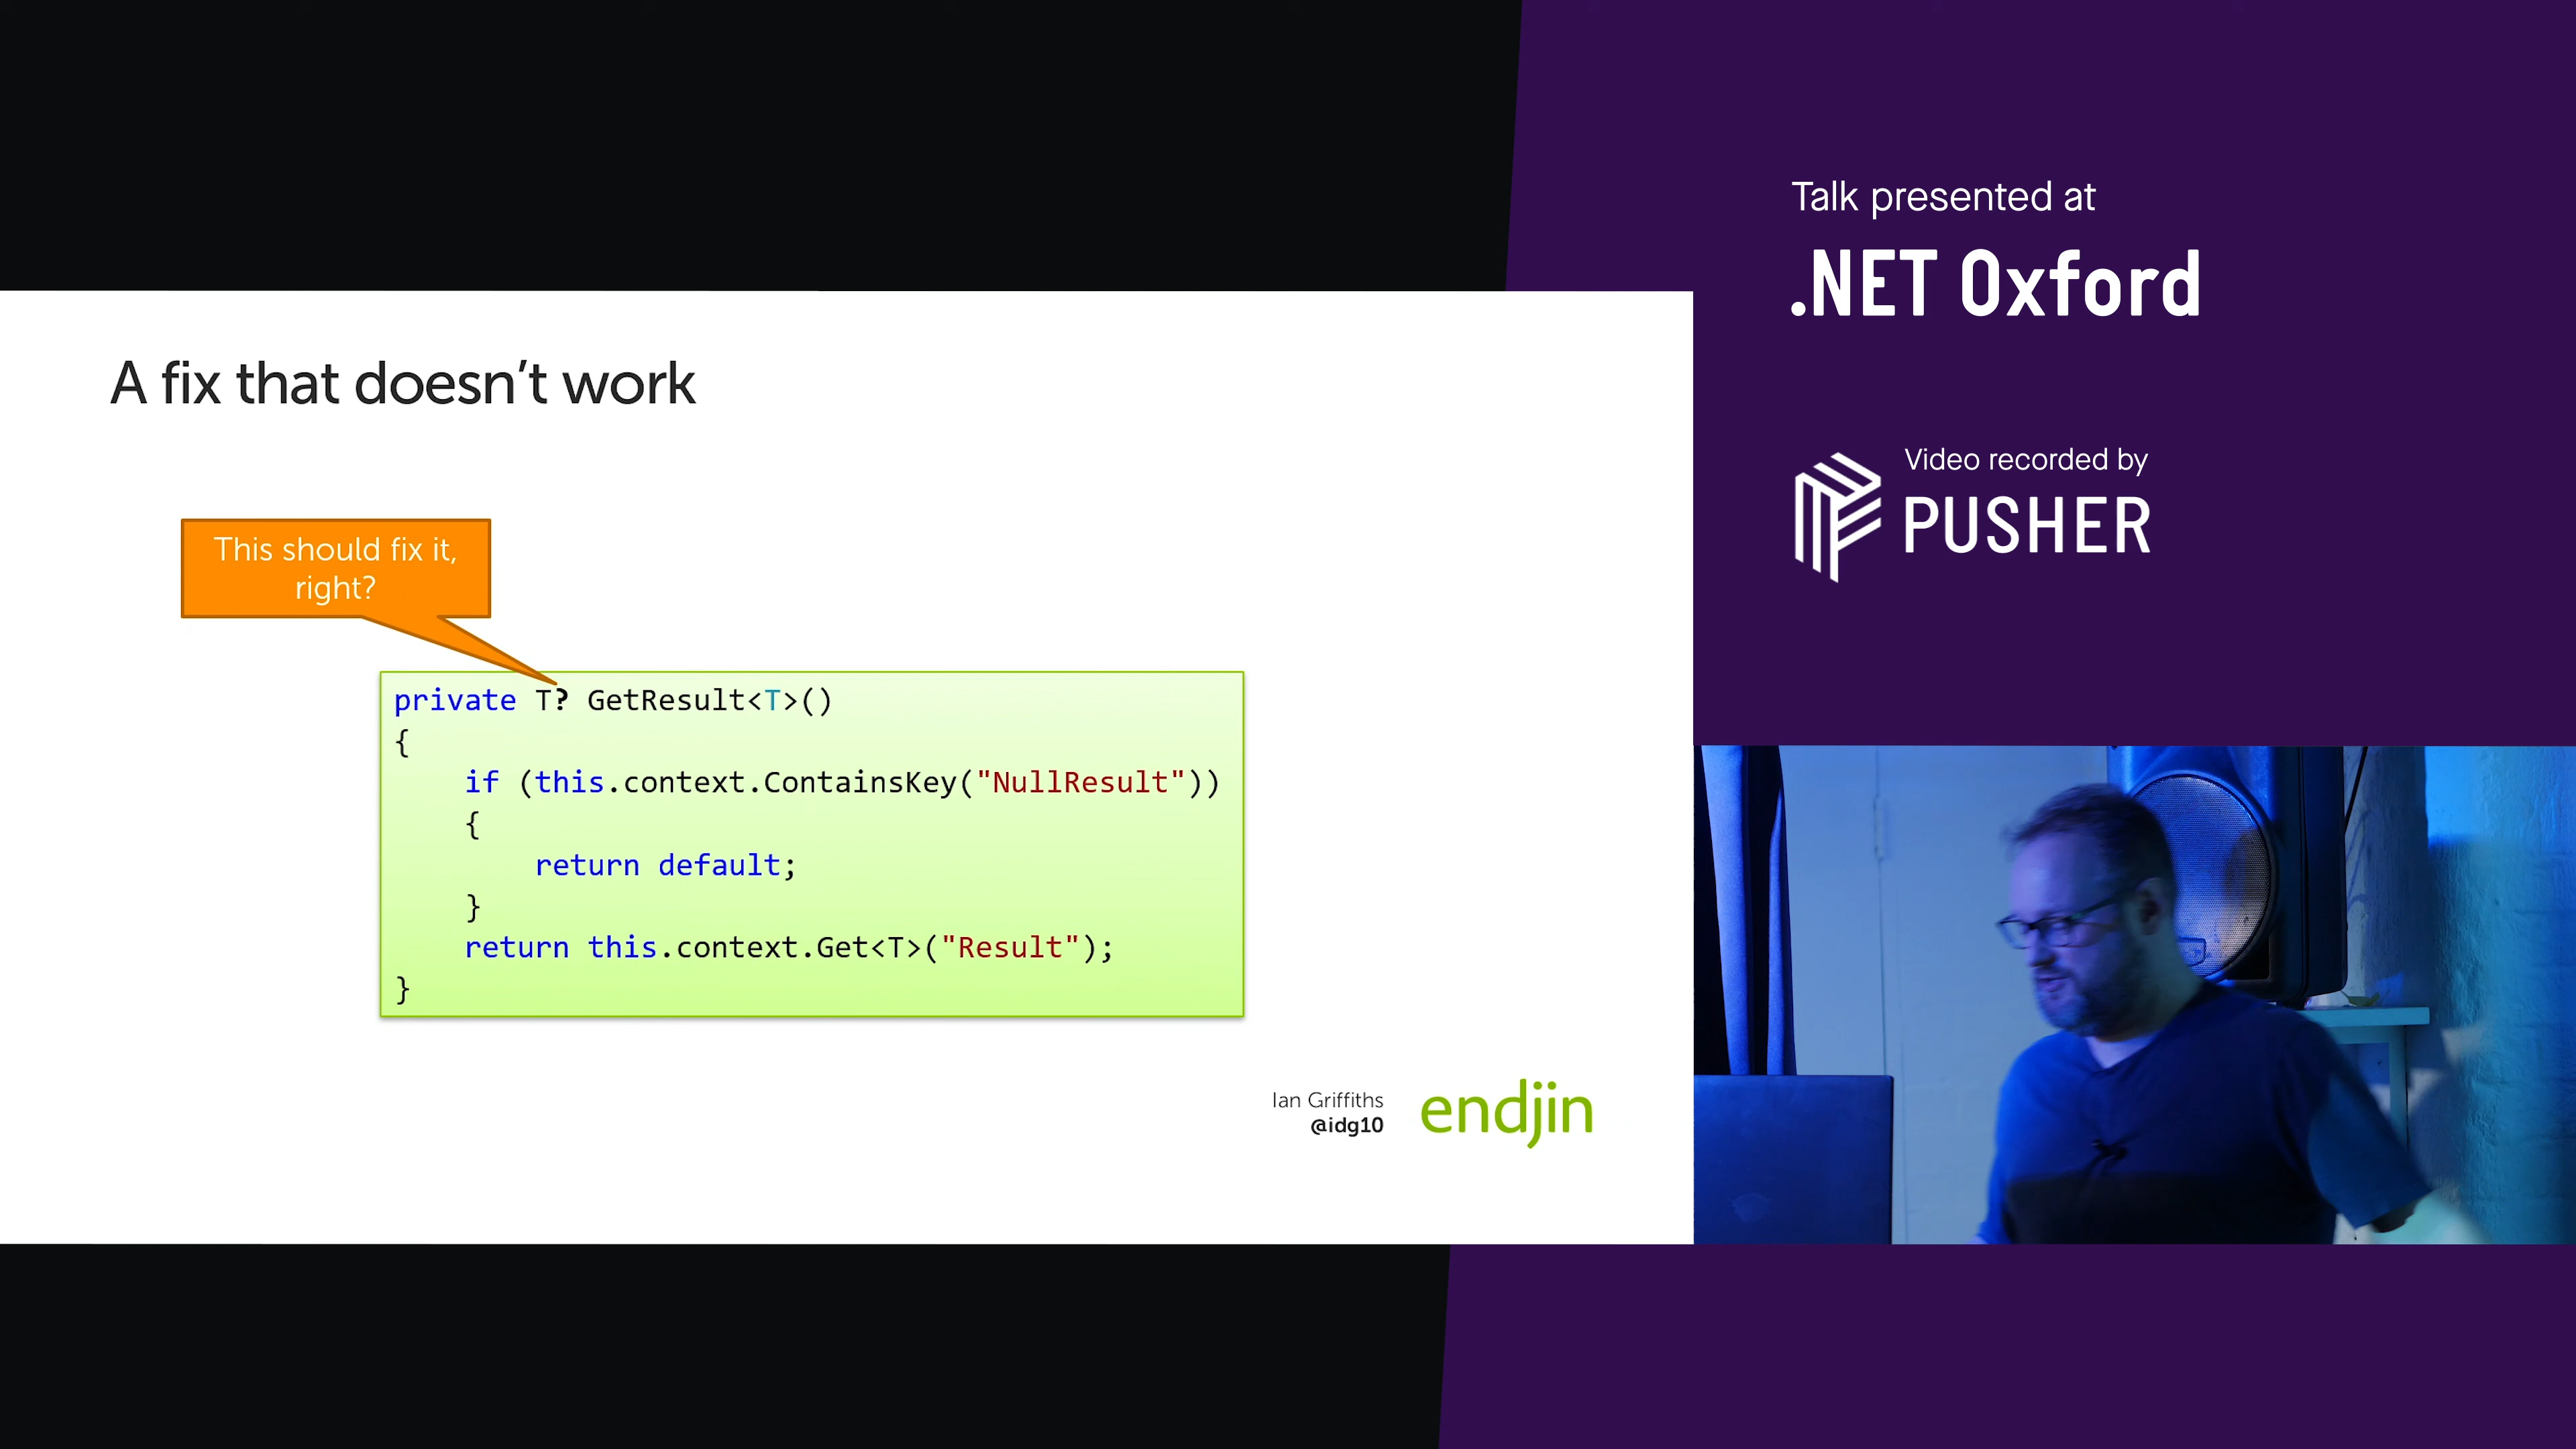 A fix that doesn't work
This should fix it,
right?
private T? GetResult<T>()
{
    if (this.context.ContainsKey("NullResult"))
    {
        return default;
    }
    return this.context.Get<T>("Result");
}
Ian Griffiths
@idg10
endjin
Talk presented at
.NET Oxford
Video recorded by
PUSHER